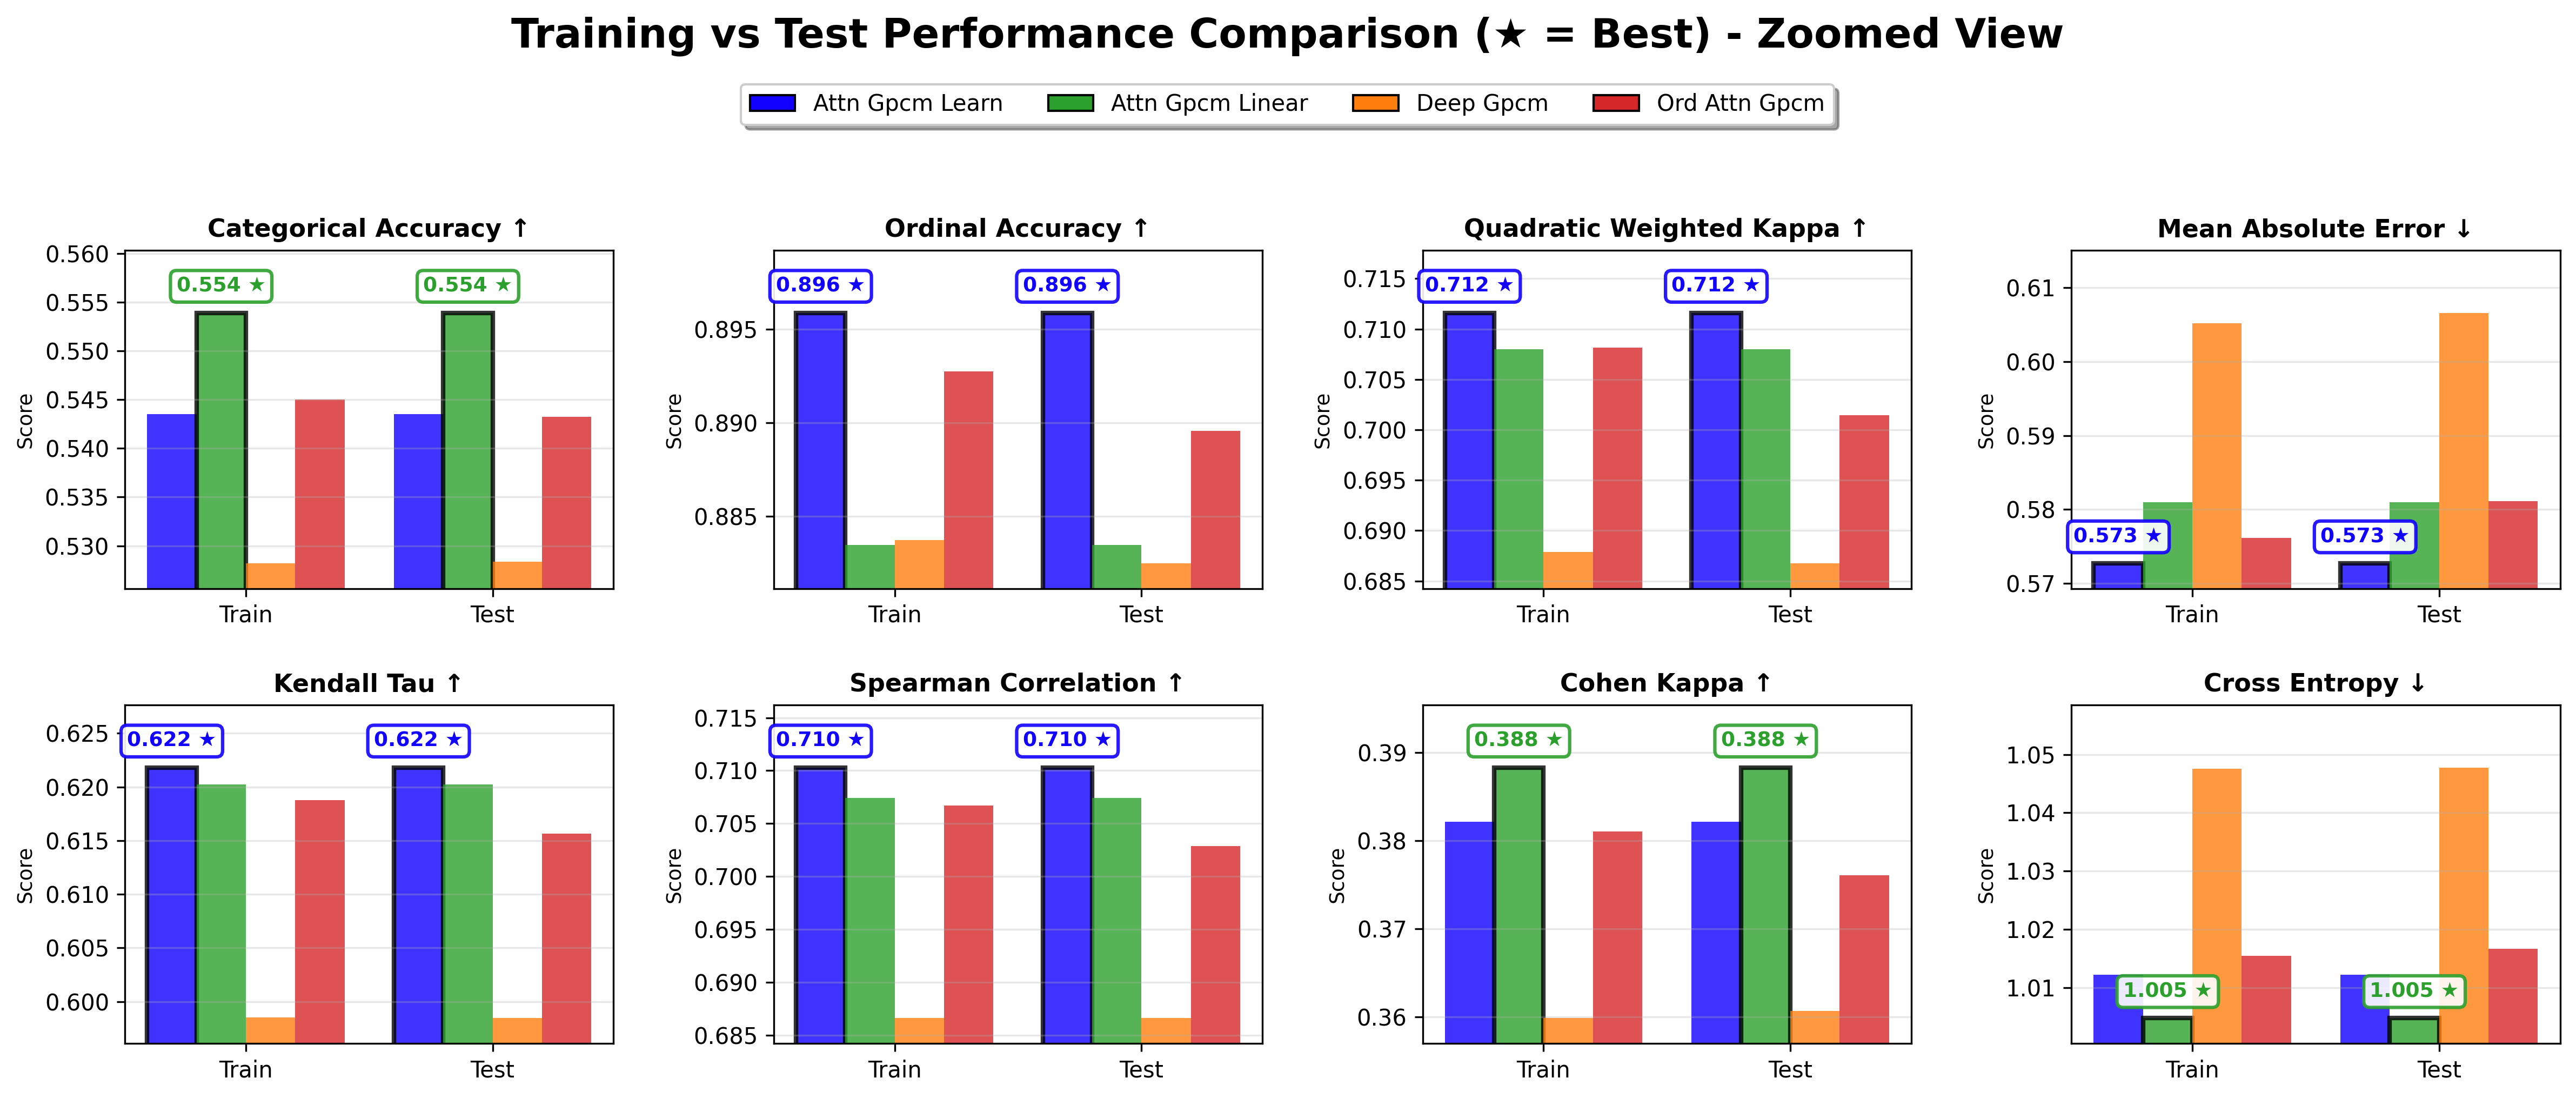 Training vs Test Performance Comparison (★ = Best) - Zoomed View
Attn Gpcm Learn
Attn Gpcm Linear
Deep Gpcm
Ord Attn Gpcm
Categorical Accuracy ↑
Score
0.560
0.555
0.550
0.545
0.540
0.535
0.530
0.554 ★
0.554 ★
Train
Test
Ordinal Accuracy ↑
Score
0.895
0.890
0.885
0.896 ★
0.896 ★
Train
Test
Quadratic Weighted Kappa ↑
Score
0.715
0.710
0.705
0.700
0.695
0.690
0.685
0.712 ★
0.712 ★
Train
Test
Mean Absolute Error ↓
Score
0.61
0.60
0.59
0.58
0.57
0.573 ★
0.573 ★
Train
Test
Kendall Tau ↑
Score
0.625
0.620
0.615
0.610
0.605
0.600
0.622 ★
0.622 ★
Train
Test
Spearman Correlation ↑
Score
0.715
0.710
0.705
0.700
0.695
0.690
0.685
0.710 ★
0.710 ★
Train
Test
Cohen Kappa ↑
Score
0.39
0.38
0.37
0.36
0.388 ★
0.388 ★
Train
Test
Cross Entropy ↓
Score
1.05
1.04
1.03
1.02
1.01
1.005 ★
1.005 ★
Train
Test